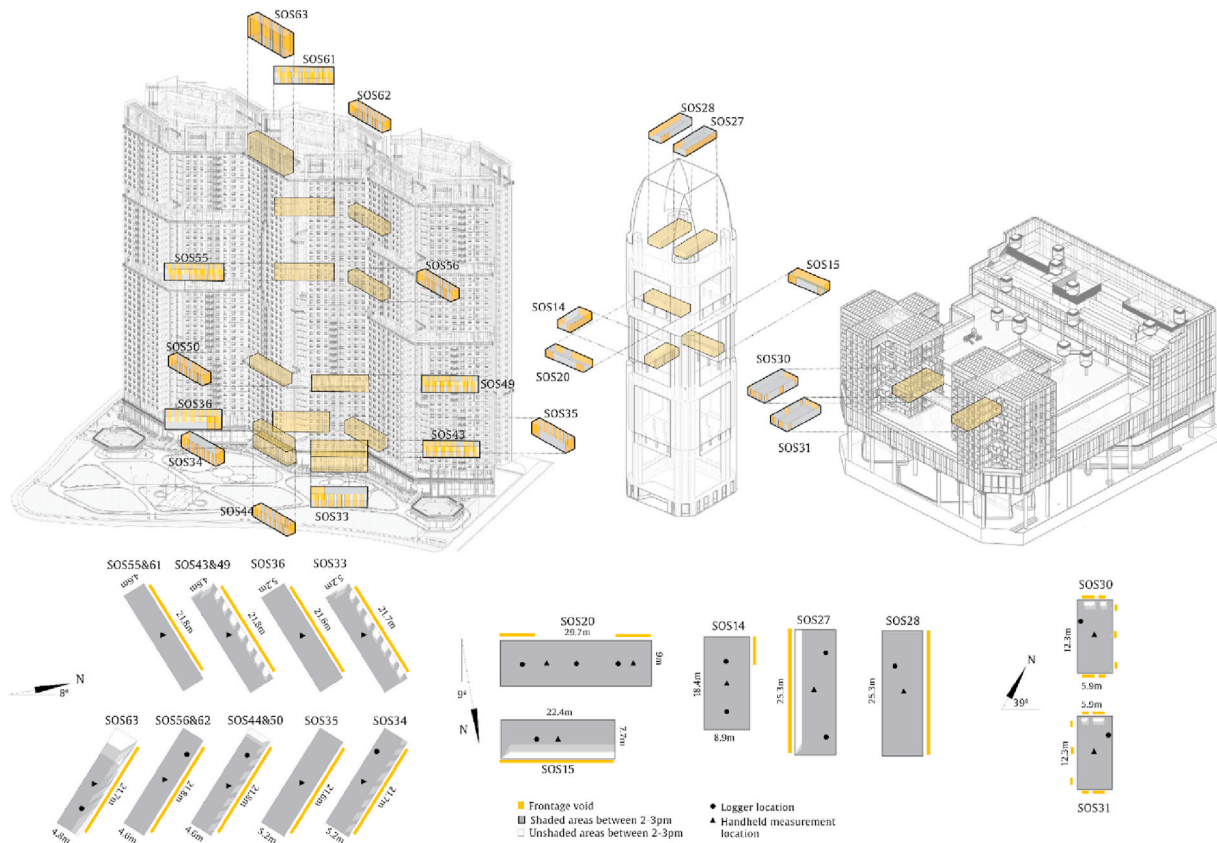 SOS63
SOS61
SOS62
SOS28
SOS27
SOS55
SOS56
SOS15
SOS14
SOS50
SOS20
SOS49
SOS30
SOS36
SOS35
SOS43
SOS31
SOS34
SOS44
SOS33
SOS55&61
SOS43&49
SOS36
SOS33
4.6m
21.8m
4.6m
21.8m
5.2m
21.6m
5.2m
21.7m
N
8º
SOS63
SOS56&62
SOS44&50
SOS35
SOS34
21.7m
4.8m
21.8m
4.6m
21.8m
4.6m
21.6m
5.2m
21.7m
5.2m
9º
N
SOS20
29.7m
9m
22.4m
7.7m
SOS15
SOS14
18.4m
8.9m
SOS27
25.3m
SOS28
25.3m
N
39º
SOS30
12.3m
5.9m
5.9m
12.3m
SOS31
Frontage void
Shaded areas between 2-3pm
Unshaded areas between 2-3pm
Logger location
Handheld measurement
location